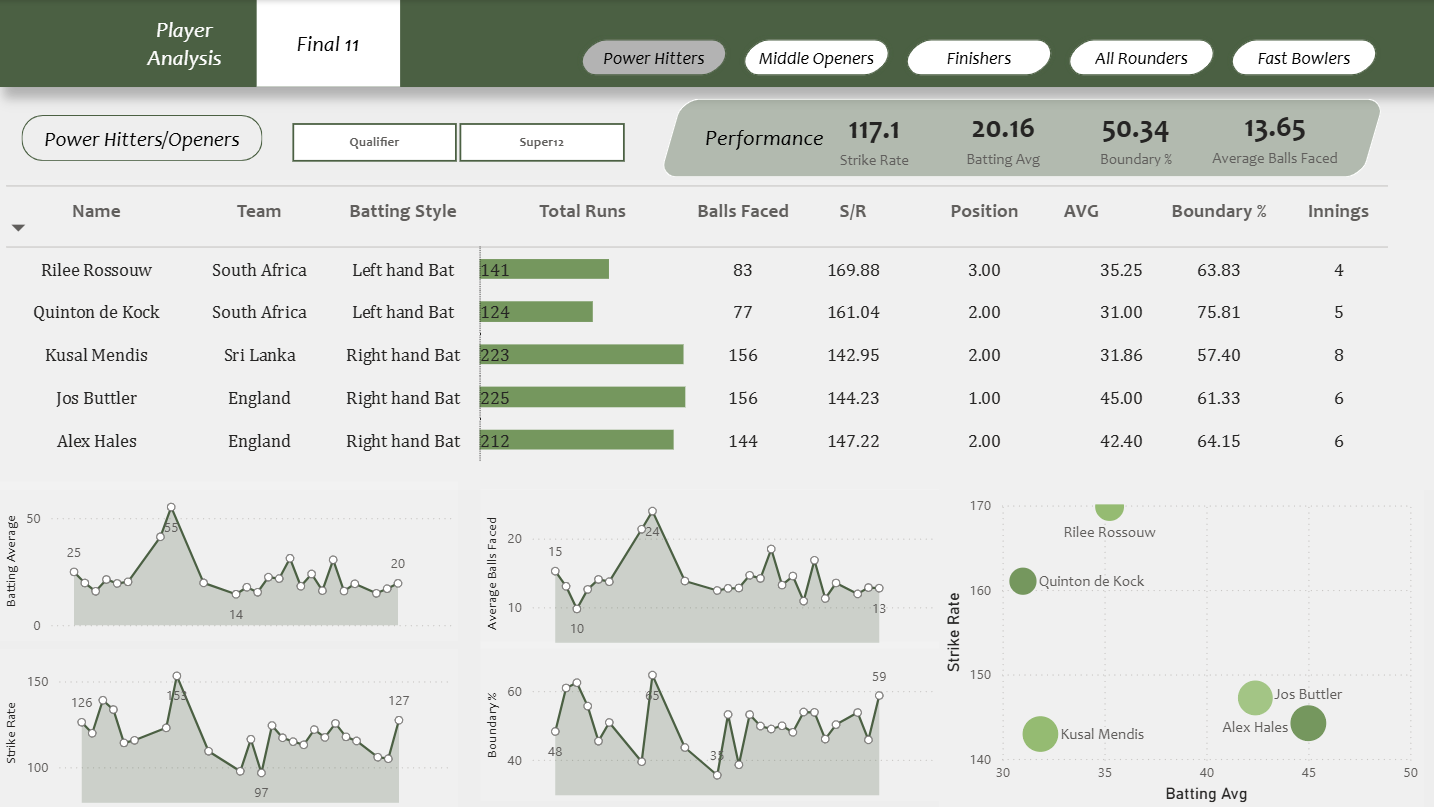 Player
Analysis
Final 11
Power Hitters
Middle Openers
Finishers
All Rounders
Fast Bowlers
Power Hitters/Openers
Qualifier
Super12
Performance
117.1
Strike Rate
20.16
Batting Avg
50.34
Boundary %
13.65
Average Balls Faced
Name Team Batting Style Total Runs Balls Faced S/R Position AVG Boundary % Innings
Rilee Rossouw South Africa Left hand Bat 141 83 169.88 3.00 35.25 63.83 4
Quinton de Kock South Africa Left hand Bat 124 77 161.04 2.00 31.00 75.81 5
Kusal Mendis Sri Lanka Right hand Bat 223 156 142.95 2.00 31.86 57.40 8
Jos Buttler England Right hand Bat 225 156 144.23 1.00 45.00 61.33 6
Alex Hales England Right hand Bat 212 144 147.22 2.00 42.40 64.15 6
Batting Average
50
0
25
55
14
20
Average Balls Faced
20
10
15
10
24
13
Strike Rate
150
100
126
153
97
127
Boundary %
60
40
48
65
35
59
Strike Rate
170
160
150
140
Rilee Rossouw
Quinton de Kock
Jos Buttler
Alex Hales
Kusal Mendis
30 35 40 45 50
Batting Avg